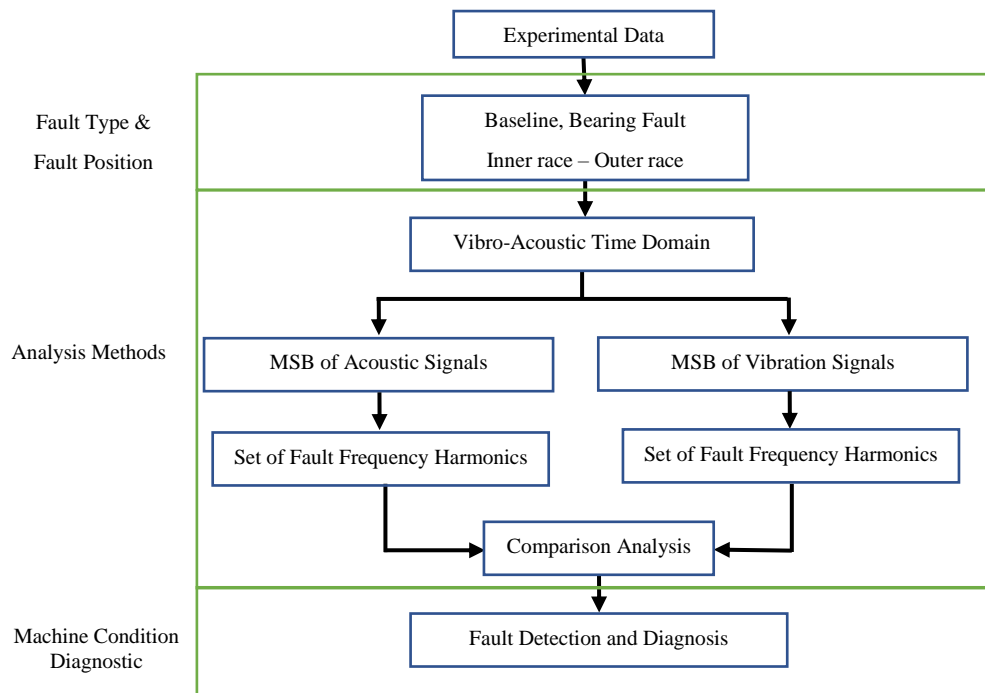 Experimental Data
Fault Type &
Fault Position
Baseline, Bearing Fault
Inner race – Outer race
Vibro-Acoustic Time Domain
Analysis Methods
MSB of Acoustic Signals
MSB of Vibration Signals
Set of Fault Frequency Harmonics
Set of Fault Frequency Harmonics
Comparison Analysis
Machine Condition
Diagnostic
Fault Detection and Diagnosis